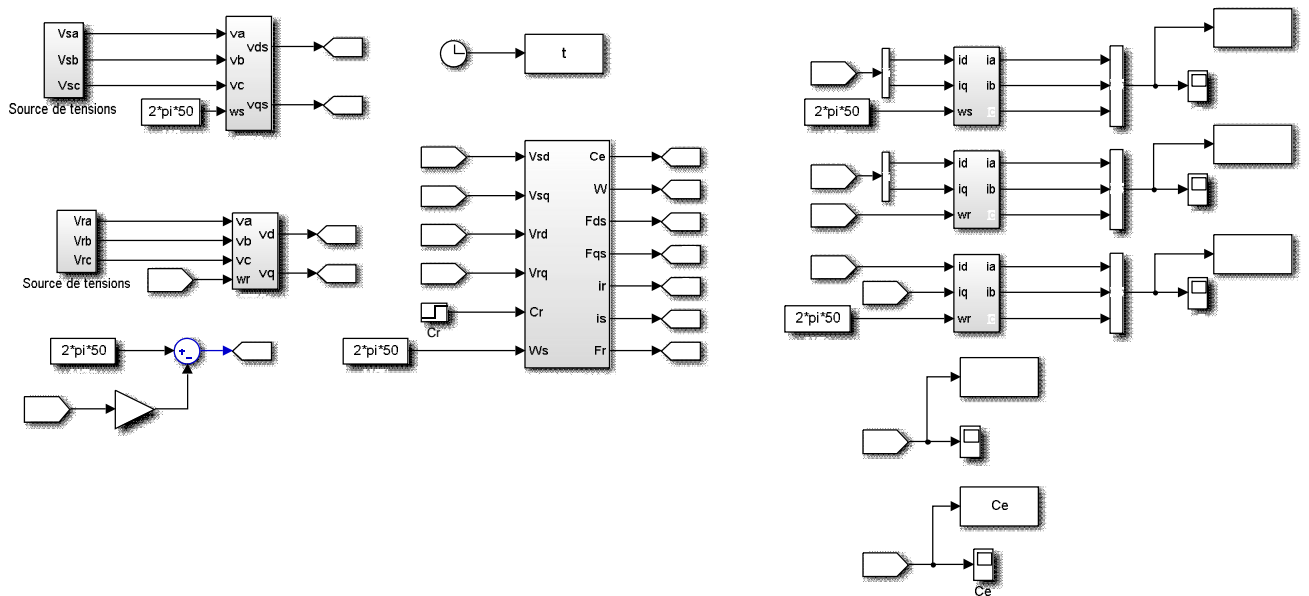 Vsa
Vsb
Vsc
Source de tensions
2*pi*50
va
vb
vc
ws
vds
vqs
t
Vra
Vrb
Vrc
Source de tensions
va
vb
vc
wr
vd
vq
2*pi*50
+
-
Vsd
Vsq
Vrd
Vrq
Cr
Ws
Ce
W
Fds
Fqs
ir
is
Fr
Cr
2*pi*50
2*pi*50
id
iq
ws
ia
ib
c
id
iq
wr
ia
ib
c
2*pi*50
id
iq
wr
ia
ib
c
Ce
Ce